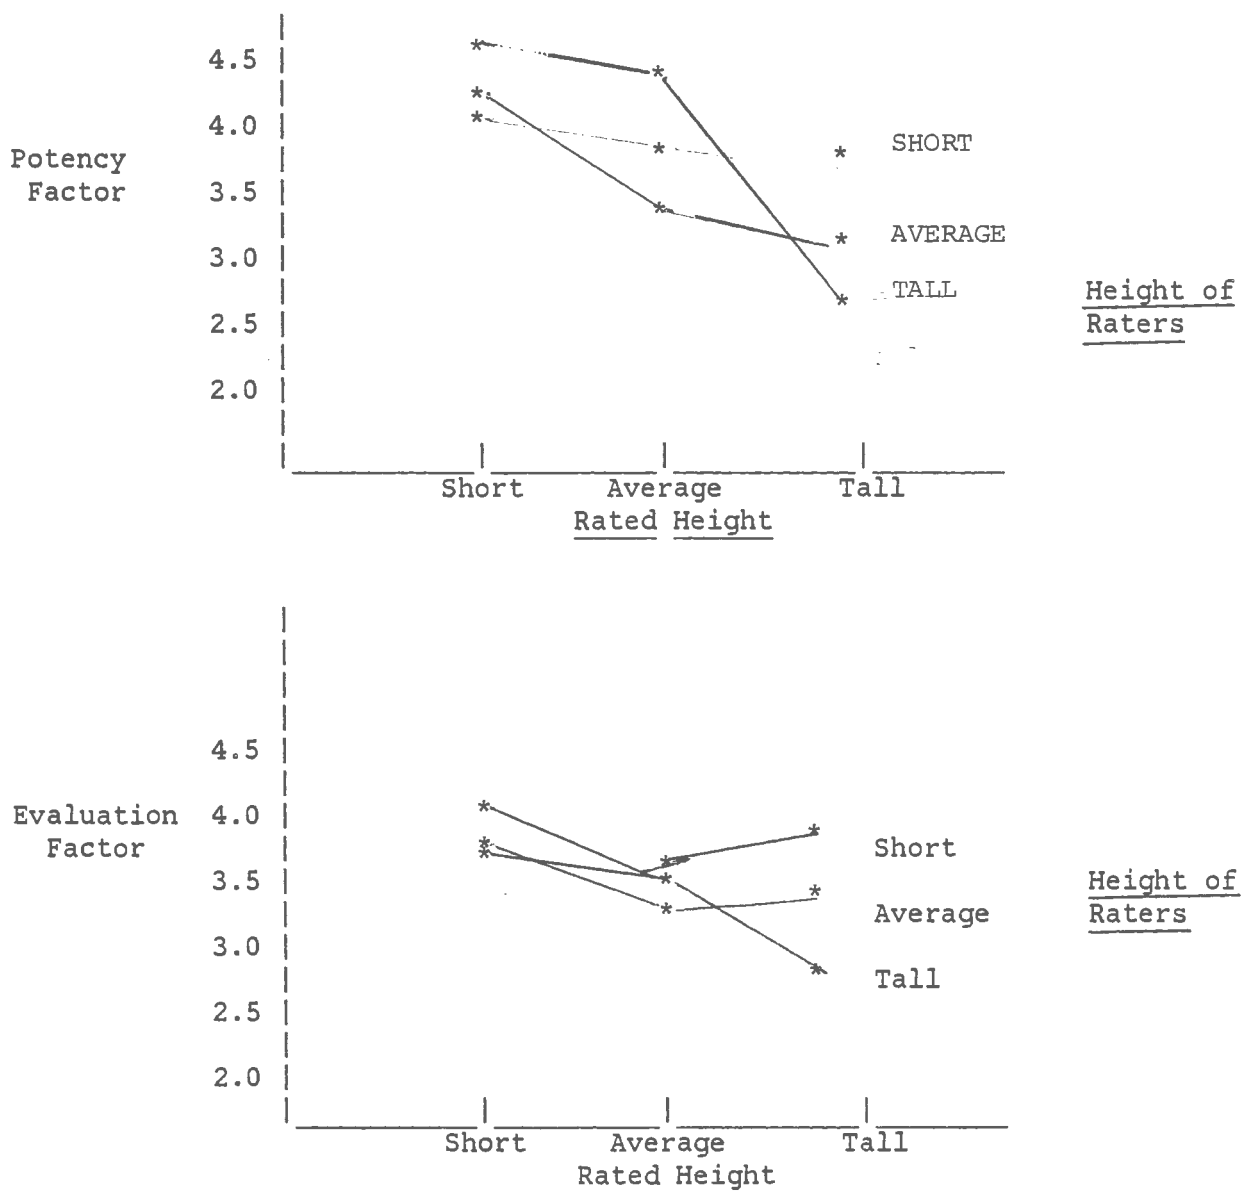 4.5
4.0
Potency
Factor
3.5
3.0
2.5
2.0
SHORT
AVERAGE
TALL
Height of
Raters
Short Average Tall
Rated Height
4.5
Evaluation
Factor
4.0
3.5
3.0
2.5
2.0
Short
Average
Tall
Height of
Raters
Short Average Tall
Rated Height